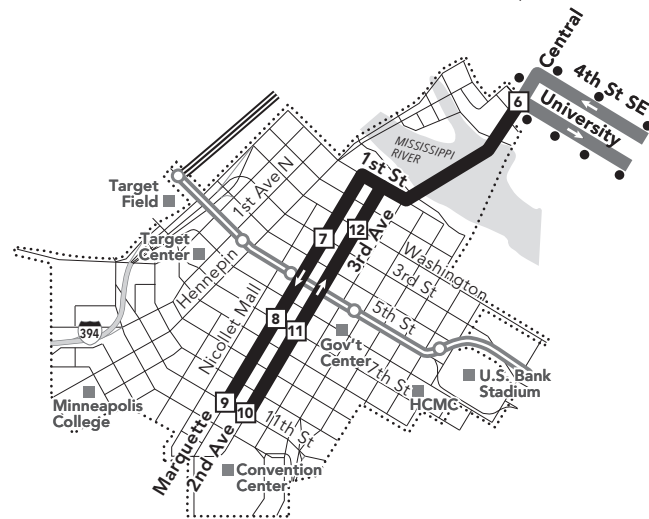 Central
4th St SE
University
6
MISSISSIPPI
RIVER
1st St
Target
Field
1st Ave N
7
12
3rd Ave
Target
Center
Hennepin
Washington
3rd St
394
Nicollet Mall
8
11
5th St
Gov't
Center
7th St
U.S. Bank
Stadium
HCMC
Minneapolis
College
9
10
11th St
Marquette
2nd Ave
Convention
Center